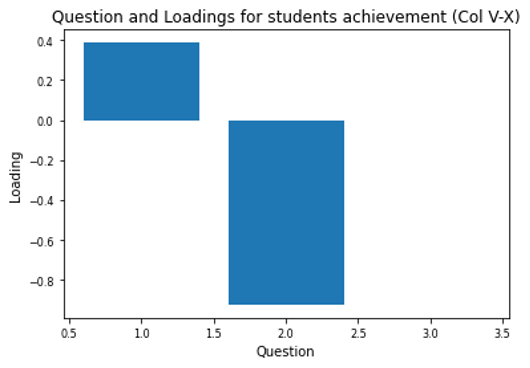 Question and Loadings for students achievement (Col V-X)
0.4
0.2
0.0
−0.2
−0.4
−0.6
−0.8
Loading
0.5 1.0 1.5 2.0 2.5 3.0 3.5
Question